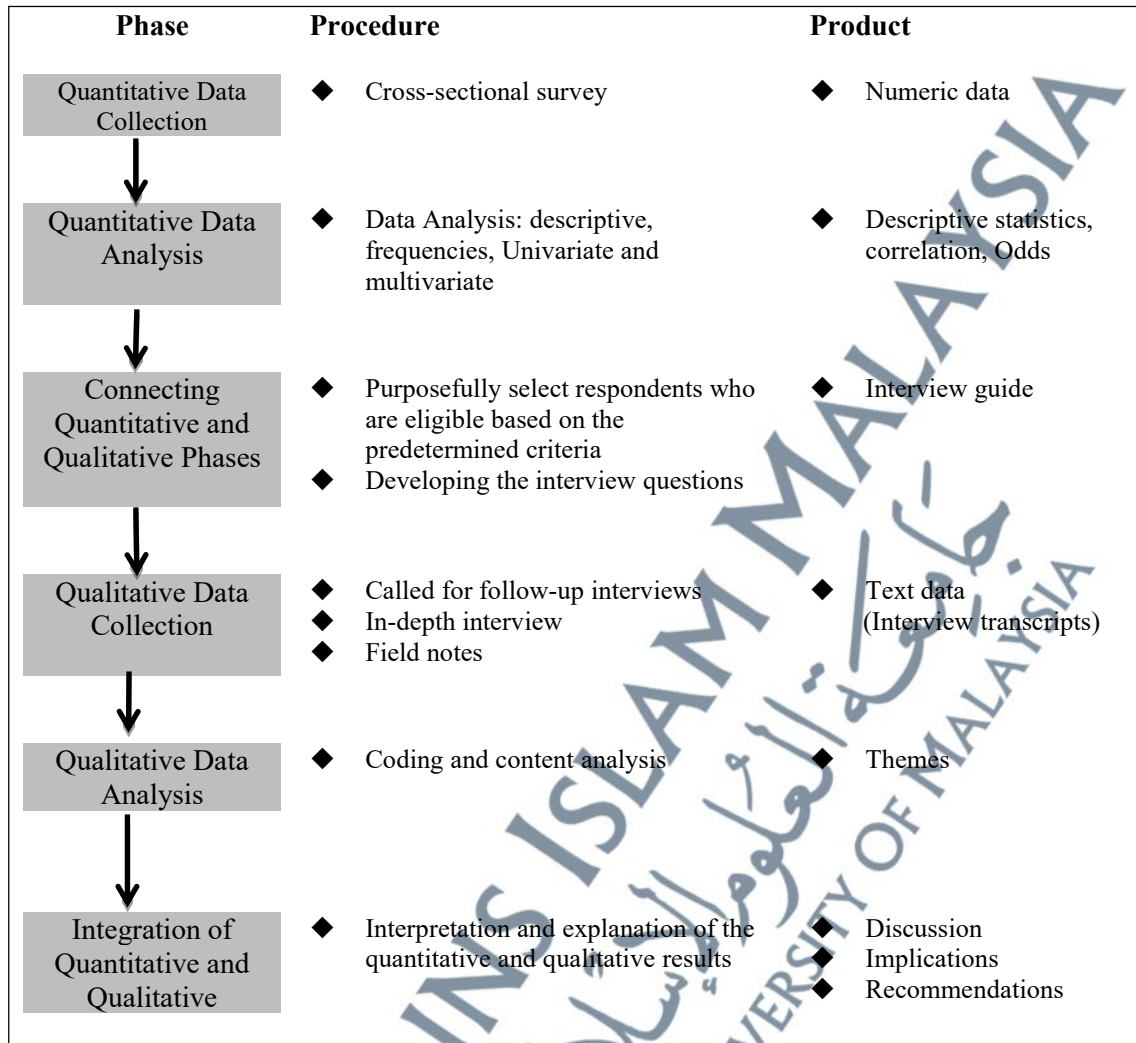 Phase Procedure Product
Quantitative Data
Collection
◆ Cross-sectional survey
◆ Numeric data
Quantitative Data
Analysis
◆ Data Analysis: descriptive,
frequencies, Univariate and
multivariate
◆ Descriptive statistics,
correlation, Odds
Connecting
Quantitative and
Qualitative Phases
◆ Purposefully select respondents who
are eligible based on the
predetermined criteria
◆ Developing the interview questions
◆ Interview guide
Qualitative Data
Collection
◆ Called for follow-up interviews
◆ In-depth interview
◆ Field notes
◆ Text data
(Interview transcripts)
Qualitative Data
Analysis
◆ Coding and content analysis
◆ Themes
Integration of
Quantitative and
Qualitative
◆ Interpretation and explanation of the
quantitative and qualitative results
◆ Discussion
◆ Implications
◆ Recommendations
INS ISLAM MALAYSIA
جامعة العلوم
VERSITY OF MALAYSIA